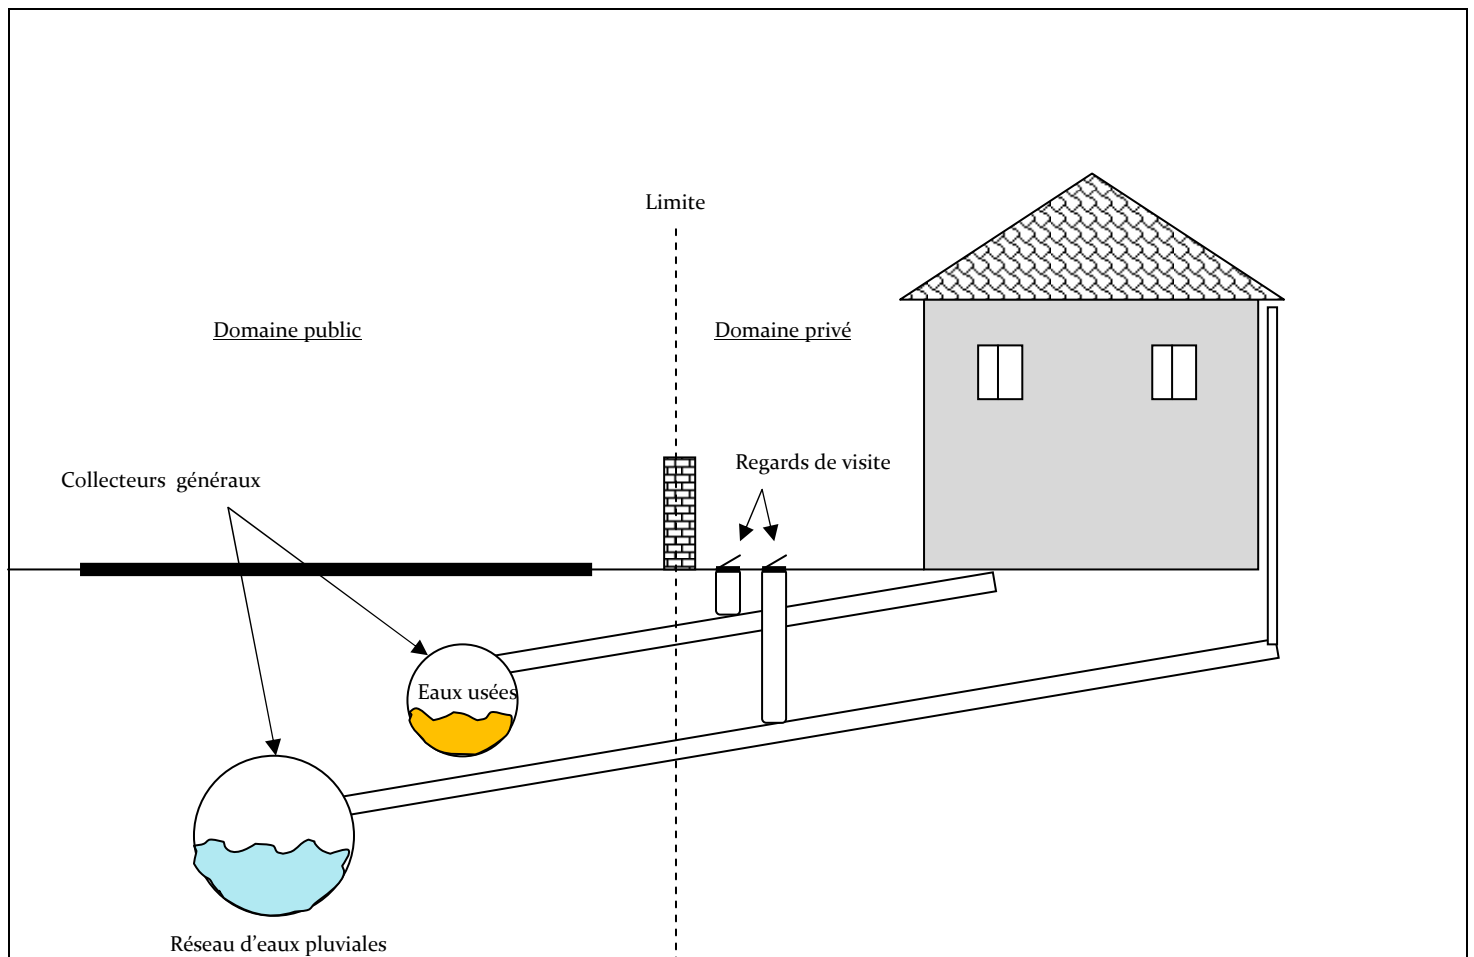 Limite
Domaine public
Domaine privé
Regards de visite
Collecteurs généraux
Eaux usées
Réseau d'eaux pluviales